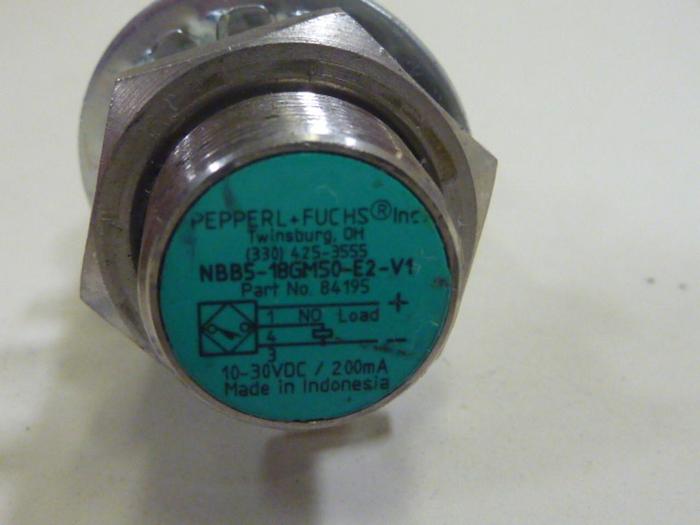 PEPPERL+FUCHS® Inc.
Twinsburg, OH
(330) 425-3555
NBB5-18GM50-E2-V1
Part No. 84195
1 NO Load +
4
3 -
10-30VDC / 200mA
Made in Indonesia